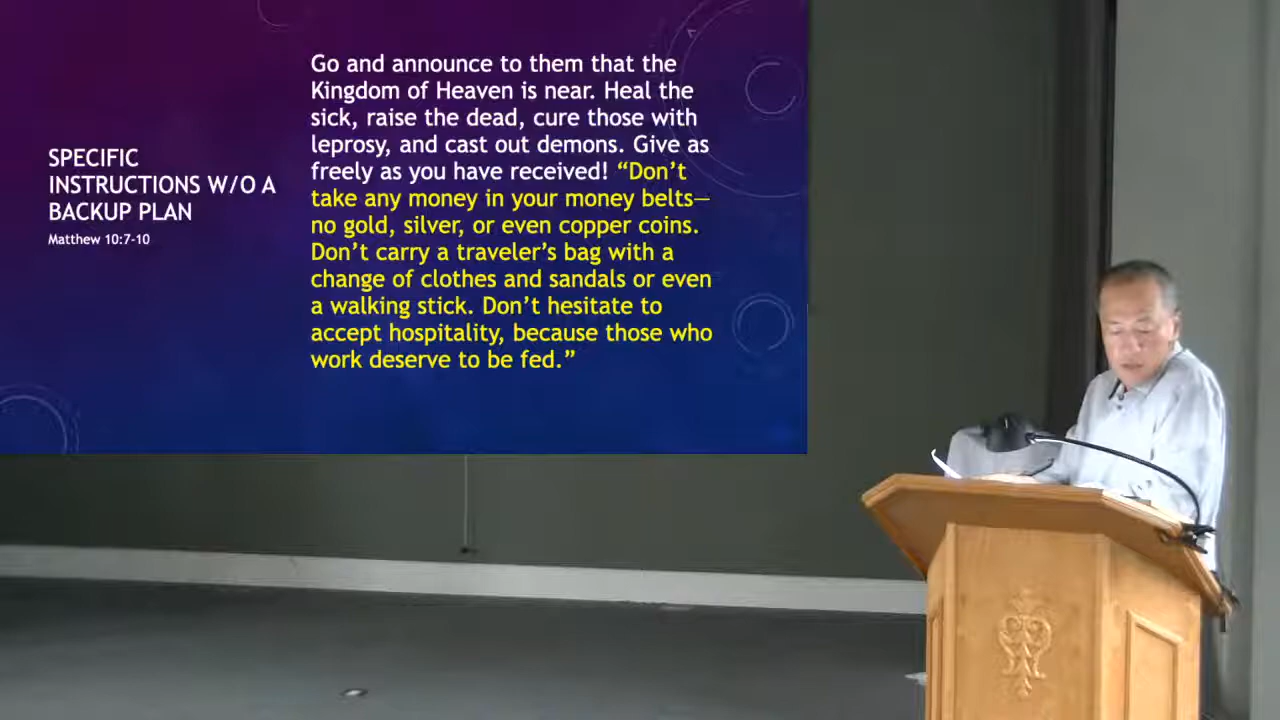 SPECIFIC
INSTRUCTIONS W/O A
BACKUP PLAN
Matthew 10:7-10
Go and announce to them that the
Kingdom of Heaven is near. Heal the
sick, raise the dead, cure those with
leprosy, and cast out demons. Give as
freely as you have received! “Don’t
take any money in your money belts—
no gold, silver, or even copper coins.
Don’t carry a traveler’s bag with a
change of clothes and sandals or even
a walking stick. Don’t hesitate to
accept hospitality, because those who
work deserve to be fed.”